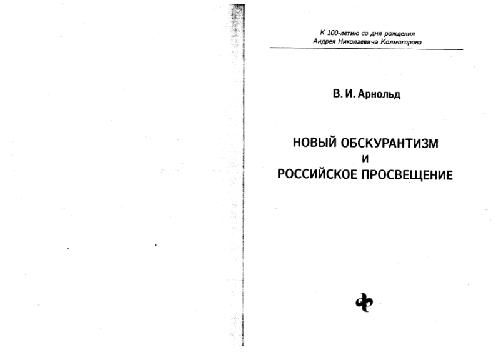 К 100-летию со дня рождения
Андрея Николаевича Колмогорова
В. И. Арнольд
НОВЫЙ ОБСКУРАНТИЗМ
И
РОССИЙСКОЕ ПРОСВЕЩЕНИЕ